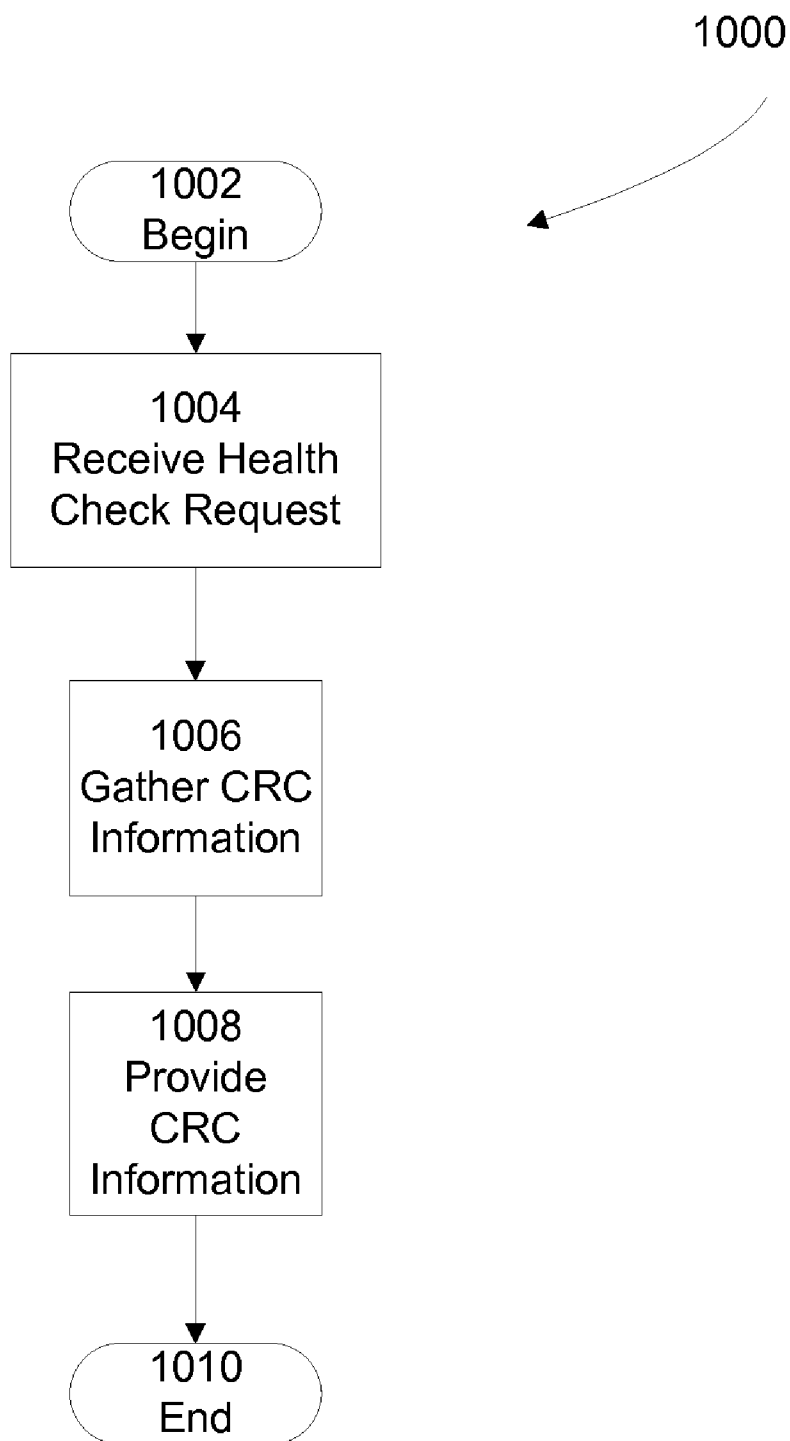 1000
1002
Begin
1004
Receive Health
Check Request
1006
Gather CRC
Information
1008
Provide
CRC
Information
1010
End